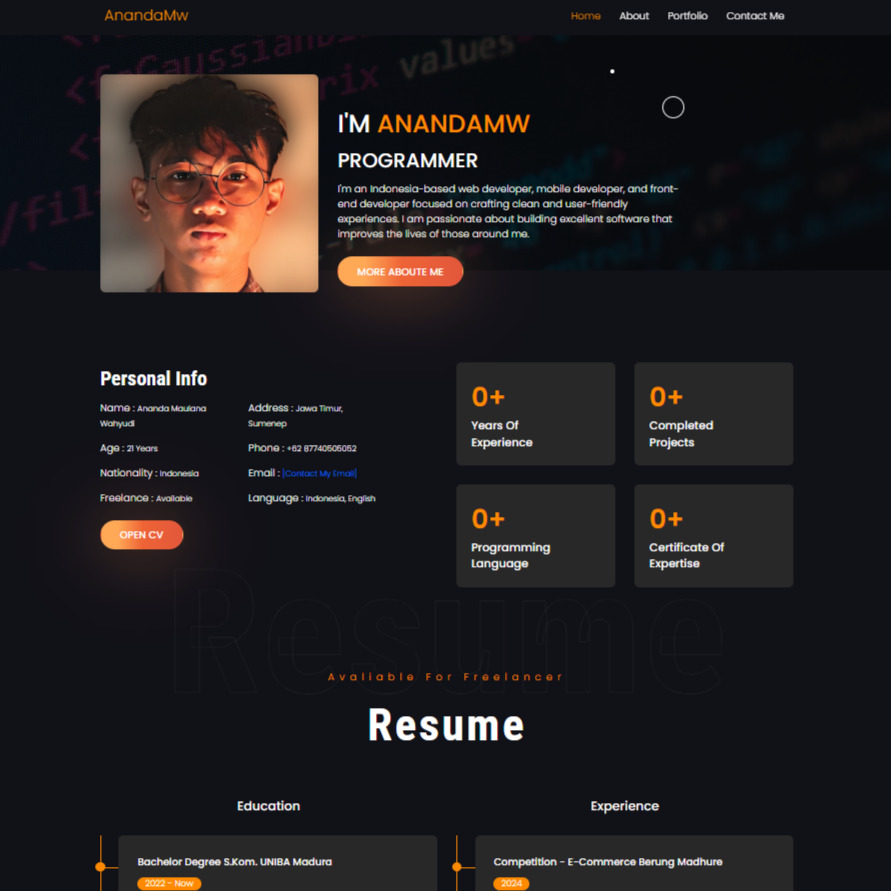 AnandaMw
Home About Portfolio Contact Me
<feGaussianBl
rix values="
</fil
I'M ANANDAMW
PROGRAMMER
I'm an Indonesia-based web developer, mobile developer, and front-
end developer focused on crafting clean and user-friendly
experiences. I am passionate about building excellent software that
improves the lives of those around me.
MORE ABOUTE ME
Personal Info
Name : Ananda Maulana
Wahyudi
Address : Jawa Timur,
Sumenep
Age : 21 Years
Phone : +62 87740505052
Nationality : Indonesia
Email : [Contact My Email]
Freelance : Available
Language : Indonesia, English
OPEN CV
0+
Years Of
Experience
0+
Completed
Projects
0+
Programming
Language
0+
Certificate Of
Expertise
Resume
Avaliable For Freelancer
Resume
Education
Experience
Bachelor Degree S.Kom. UNIBA Madura
2022 - Now
Competition - E-Commerce Berung Madhure
2024